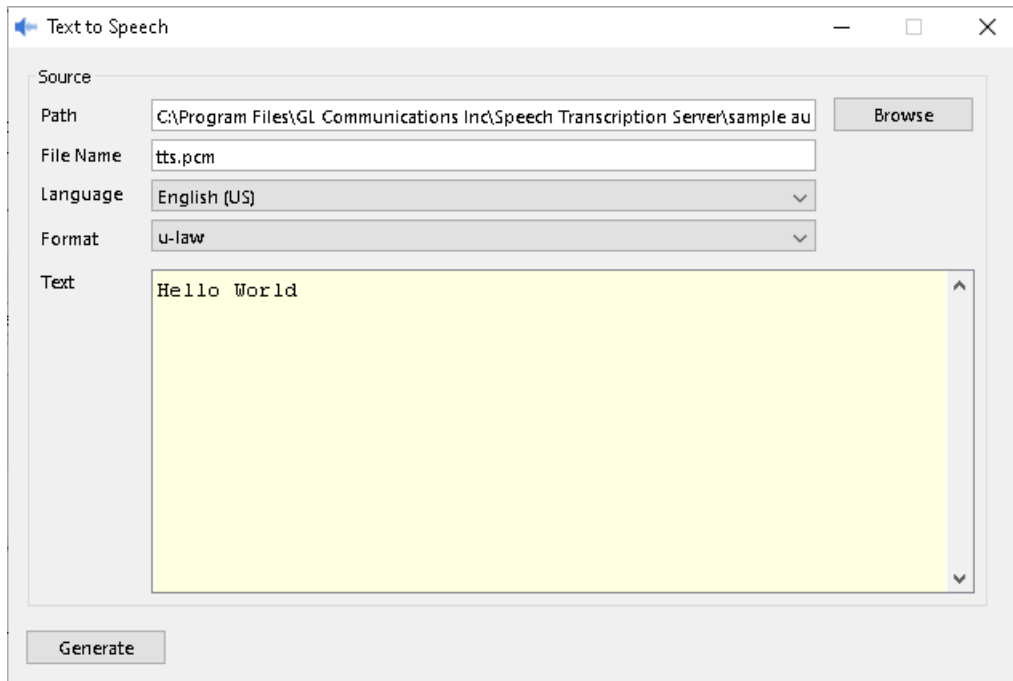 Text to Speech
Source
Path C:\Program Files\GL Communications Inc\Speech Transcription Server\sample au Browse
File Name tts.pcm
Language English (US)
Format u-law
Text Hello World
Generate